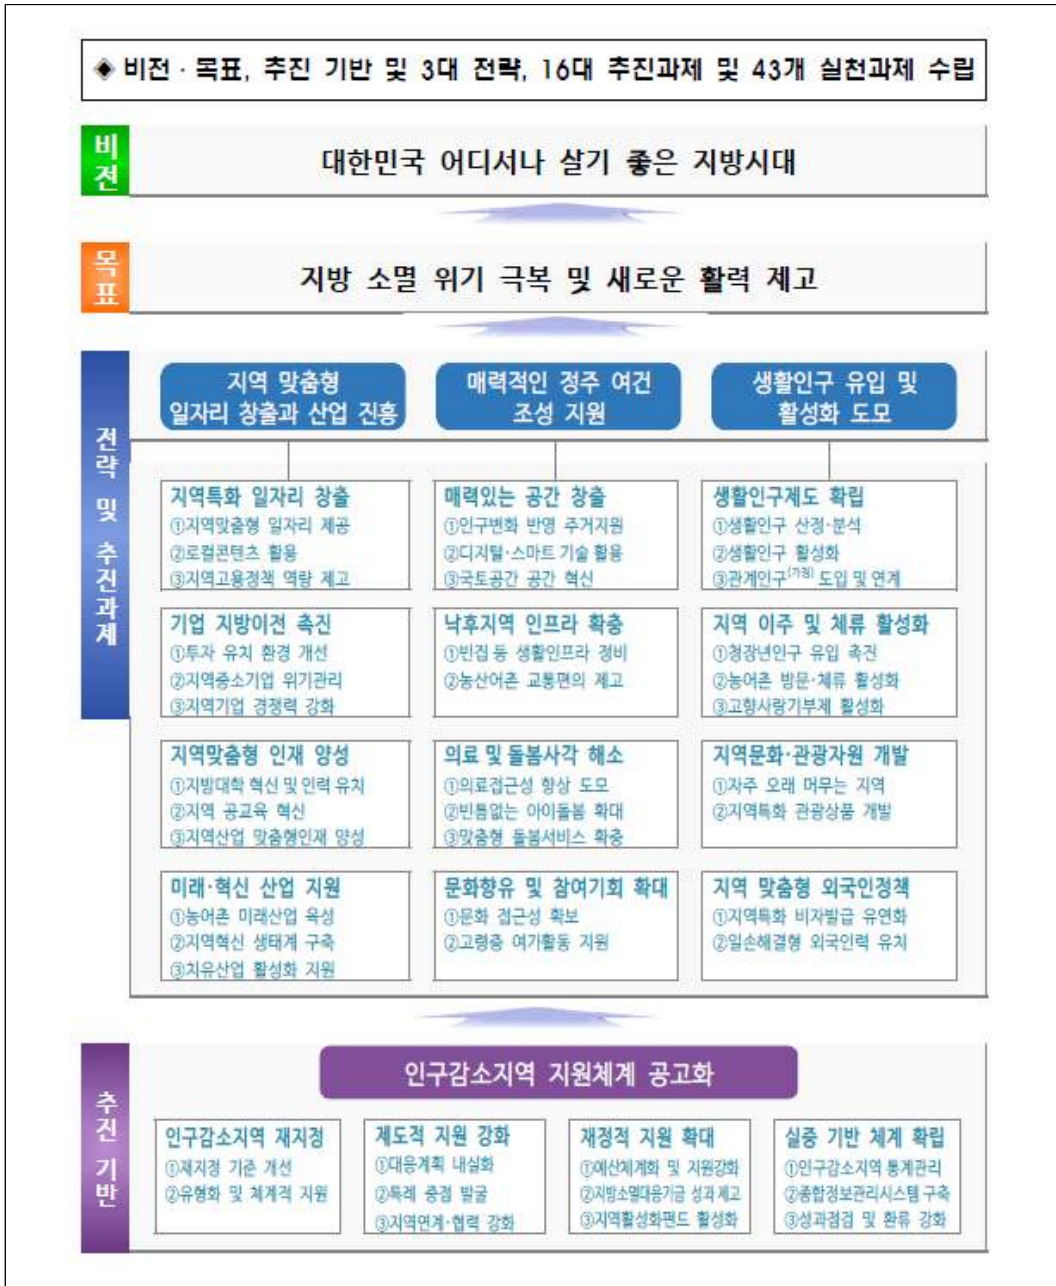 ◈ 비전 · 목표, 추진 기반 및 3대 전략, 16대 추진과제 및 43개 실천과제 수립
비전
대한민국 어디서나 살기 좋은 지방시대
목표
지방 소멸 위기 극복 및 새로운 활력 제고
전략 및 추진과제
지역 맞춤형
일자리 창출과 산업 진흥
매력적인 정주 여건
조성 지원
생활인구 유입 및
활성화 도모
지역특화 일자리 창출
①지역맞춤형 일자리 제공
②로컬콘텐츠 활용
③지역고용정책 역량 제고
매력있는 공간 창출
①인구변화 반영 주거지원
②디지털·스마트 기술 활용
③국토공간 공간 혁신
생활인구제도 확립
①생활인구 산정·분석
②생활인구 활성화
③관계인구(가칭) 도입 및 연계
기업 지방이전 촉진
①투자 유치 환경 개선
②지역중소기업 위기관리
③지역기업 경쟁력 강화
낙후지역 인프라 확충
①빈집 등 생활인프라 정비
②농산어촌 교통편의 제고
지역 이주 및 체류 활성화
①청장년인구 유입 촉진
②농어촌 방문·체류 활성화
③고향사랑기부제 활성화
지역맞춤형 인재 양성
①지방대학 혁신 및 인력 유치
②지역 공교육 혁신
③지역산업 맞춤형인재 양성
의료 및 돌봄사각 해소
①의료접근성 향상 도모
②빈틈없는 아이돌봄 확대
③맞춤형 돌봄서비스 확충
지역문화·관광자원 개발
①자주 오래 머무는 지역
②지역특화 관광상품 개발
미래·혁신 산업 지원
①농어촌 미래산업 육성
②지역혁신 생태계 구축
③치유산업 활성화 지원
문화향유 및 참여기회 확대
①문화 접근성 확보
②고령층 여가활동 지원
지역 맞춤형 외국인정책
①지역특화 비자발급 유연화
②일손해결형 외국인력 유치
추진 기반
인구감소지역 지원체계 공고화
인구감소지역 재지정
①재지정 기준 개선
②유형화 및 체계적 지원
제도적 지원 강화
①대응계획 내실화
②특례 중점 발굴
③지역연계·협력 강화
재정적 지원 확대
①예산체계화 및 지원강화
②지방소멸대응기금 성과 제고
③지역활성화펀드 활성화
실증 기반 체계 확립
①인구감소지역 통계관리
②종합정보관리시스템 구축
③성과점검 및 환류 강화